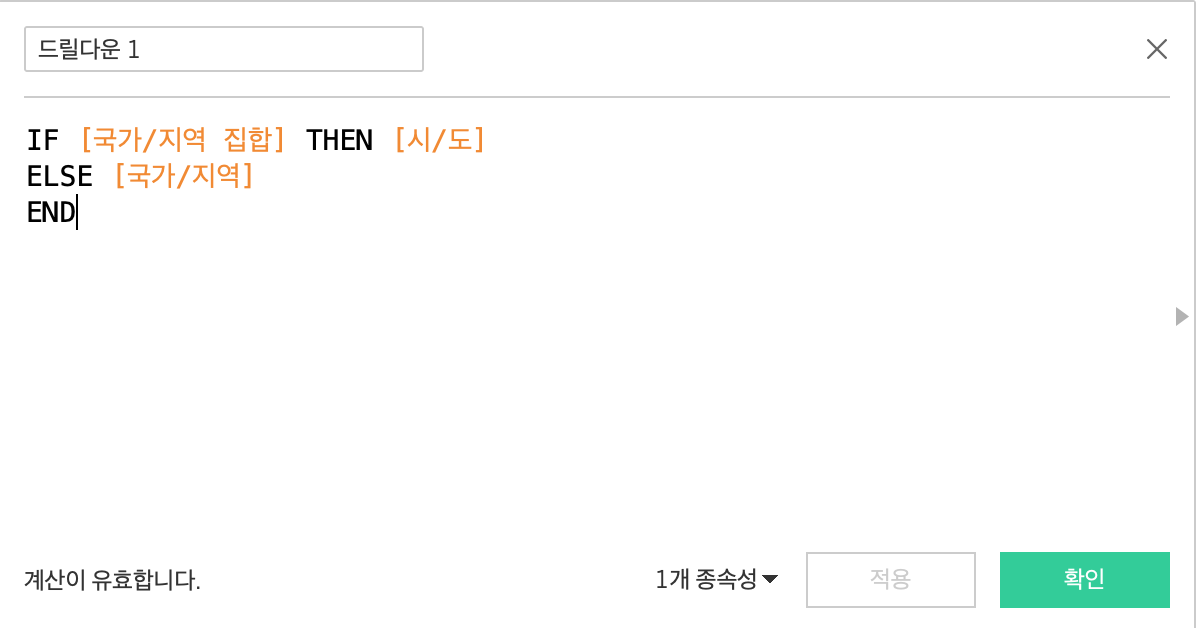 드릴다운 1
IF [국가/지역 집합] THEN [시/도]
ELSE [국가/지역]
END
계산이 유효합니다.
1개 종속성
적용
확인